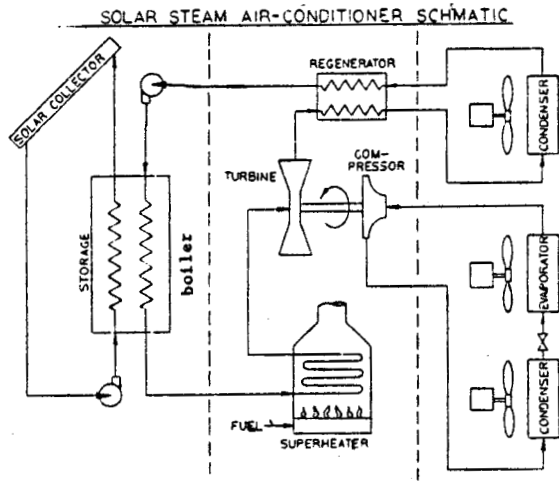 SOLAR STEAM AIR-CONDITIONER SCHMATIC
SOLAR COLLECTOR
REGENERATOR
CONDENSER
COM-
PRESSOR
TURBINE
STORAGE
boiler
EVAPORATOR
CONDENSER
FUEL
SUPERHEATER